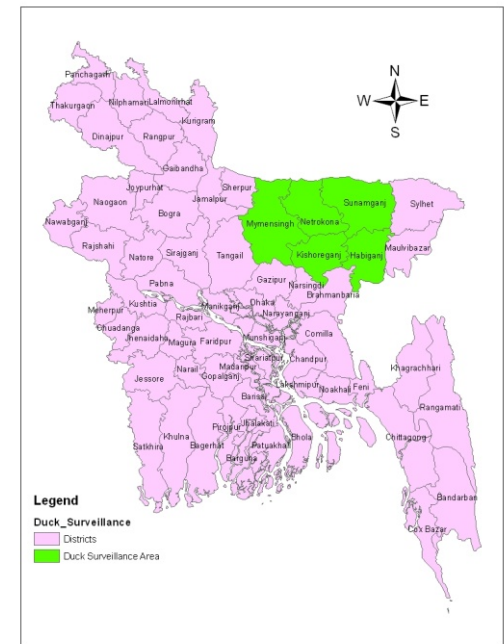 N
W E
S
Panchagarh
Thakurgaon
Nilphamari
Lalmonirhat
Kurigram
Dinajpur
Rangpur
Gaibandha
Joypurhat
Sherpur
Jamalpur
Naogaon
Bogra
Mymensingh
Netrokona
Sunamganj
Sylhet
Nawabganj
Rajshahi
Natore
Sirajganj
Tangail
Kishoreganj
Habiganj
Maulvibazar
Gazipur
Narsingdi
Brahmanbaria
Pabna
Meherpur
Kushtia
Manikganj
Dhaka
Narayanganj
Chuadanga
Rajbari
Jhenaidaha
Magura
Faridpur
Munshiganj
Comilla
Shariatpur
Chandpur
Narail
Madaripur
Gopalganj
Jessore
Lakshmipur
Noakhali
Feni
Khagrachhari
Rangamati
Barisal
Pirojpur
Jhalakati
Bhola
Satkhira
Khulna
Bagerhat
Patuakhali
Barguna
Chittagong
Bandarban
Cox Bazar
Legend
Duck_Surveillance
Districts
Duck Surveillance Area